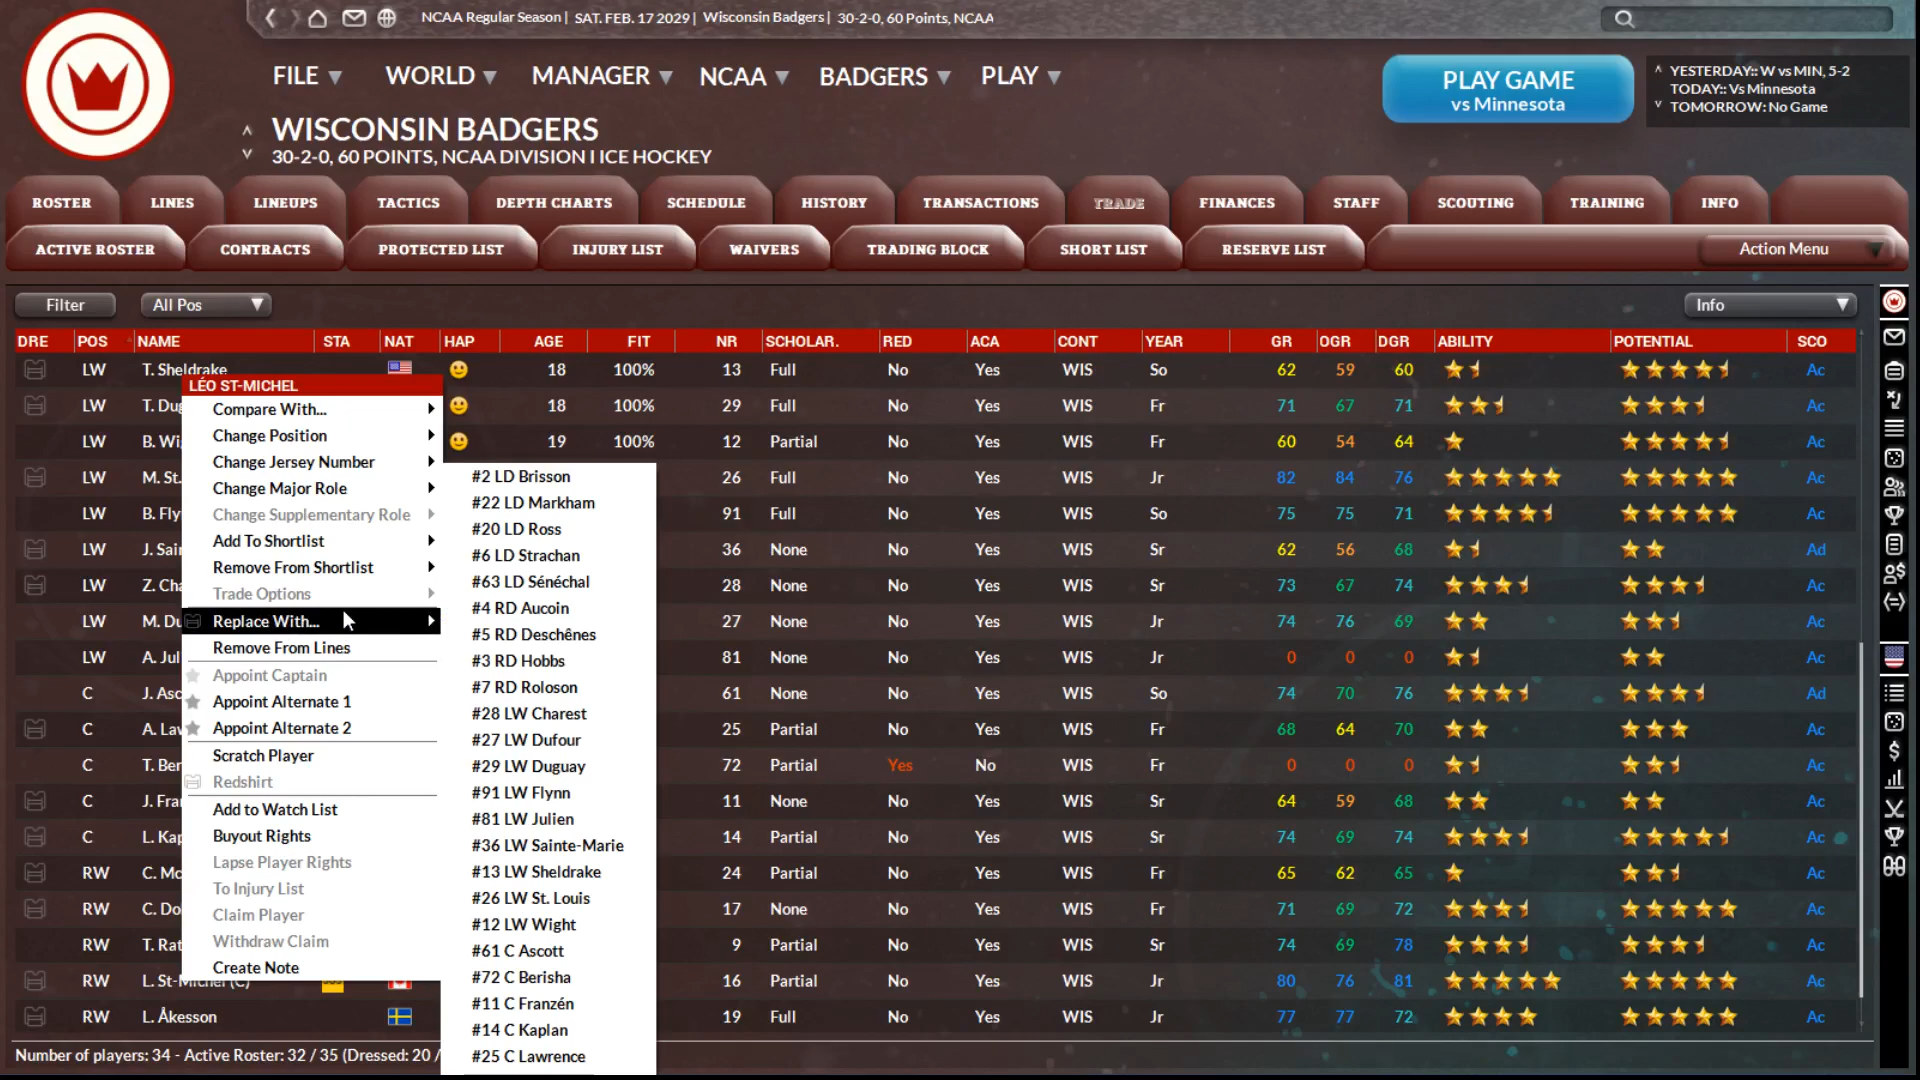 NCAA Regular Season | SAT. FEB. 17 2029 | Wisconsin Badgers | 30-2-0, 60 Points, NCAA
FILE WORLD MANAGER NCAA BADGERS PLAY
PLAY GAME
vs Minnesota
YESTERDAY:: W vs MIN, 5-2
TODAY:: Vs Minnesota
TOMORROW: No Game
WISCONSIN BADGERS
30-2-0, 60 POINTS, NCAA DIVISION I ICE HOCKEY
ROSTER LINES LINEUPS TACTICS DEPTH CHARTS SCHEDULE HISTORY TRANSACTIONS TRADE FINANCES STAFF SCOUTING TRAINING INFO
ACTIVE ROSTER CONTRACTS PROTECTED LIST INJURY LIST WAIVERS TRADING BLOCK SHORT LIST RESERVE LIST Action Menu
Filter All Pos Info
DRE POS NAME STA NAT HAP AGE FIT NR SCHOLAR. RED ACA CONT YEAR GR OGR DGR ABILITY POTENTIAL SCO
LW T. Sheldrake 18 100% 13 Full No Yes WIS So 62 59 60 Ac
LW T. Dug 18 100% 29 Full No Yes WIS Fr 71 67 71 Ac
LW B. Wi 19 100% 12 Partial No Yes WIS Fr 60 54 64 Ac
LW M. St. 26 Full No Yes WIS Jr 82 84 76 Ac
LW B. Fly 91 Full No Yes WIS So 75 75 71 Ac
LW J. Sai 36 None No Yes WIS Sr 62 56 68 Ad
LW Z. Cha 28 None No Yes WIS Sr 73 67 74 Ac
LW M. Du 27 None No Yes WIS Jr 74 76 69 Ac
LW A. Jul 81 None No Yes WIS Jr 0 0 0 Ac
C J. Asc 61 None No Yes WIS So 74 70 76 Ad
C A. Lav 25 Partial No Yes WIS Fr 68 64 70 Ac
C T. Ber 72 Partial Yes No WIS Fr 0 0 0 Ac
C J. Fra 11 None No Yes WIS Sr 64 59 68 Ac
C L. Kap 14 Partial No Yes WIS Sr 74 69 74 Ac
RW C. Mc 24 Partial No Yes WIS Fr 65 62 65 Ac
RW C. Do 17 None No Yes WIS Fr 71 69 72 Ac
RW T. Rat 9 Partial No Yes WIS Sr 74 69 78 Ac
RW L. St-Michel (C) 16 Partial No Yes WIS Jr 80 76 81 Ac
RW L. Åkesson 19 Full No Yes WIS Jr 77 77 72 Ac
Number of players: 34 - Active Roster: 32 / 35 (Dressed: 20 /
LÉO ST-MICHEL
Compare With...
Change Position
Change Jersey Number
Change Major Role
Change Supplementary Role
Add To Shortlist
Remove From Shortlist
Trade Options
Replace With...
Remove From Lines
Appoint Captain
Appoint Alternate 1
Appoint Alternate 2
Scratch Player
Redshirt
Add to Watch List
Buyout Rights
Lapse Player Rights
To Injury List
Claim Player
Withdraw Claim
Create Note
#2 LD Brisson
#22 LD Markham
#20 LD Ross
#6 LD Strachan
#63 LD Sénéchal
#4 RD Aucoin
#5 RD Deschênes
#3 RD Hobbs
#7 RD Roloson
#28 LW Charest
#27 LW Dufour
#29 LW Duguay
#91 LW Flynn
#81 LW Julien
#36 LW Sainte-Marie
#13 LW Sheldrake
#26 LW St. Louis
#12 LW Wight
#61 C Ascott
#72 C Berisha
#11 C Franzén
#14 C Kaplan
#25 C Lawrence